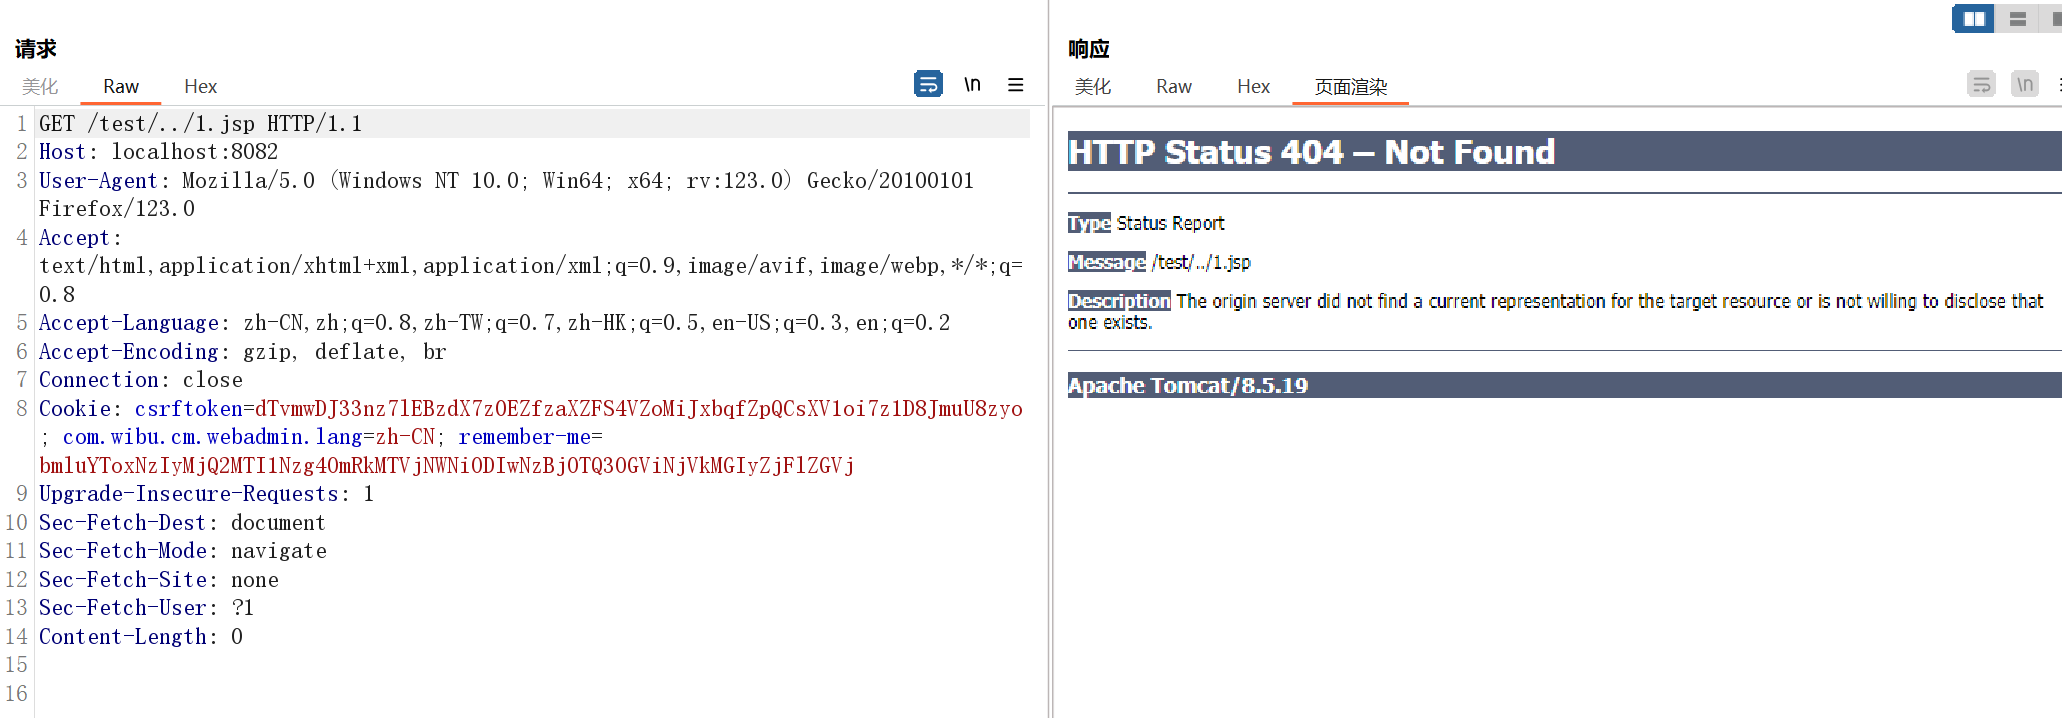 请求
美化 Raw Hex \n
1 GET /test/../1.jsp HTTP/1.1
2 Host: localhost:8082
3 User-Agent: Mozilla/5.0 (Windows NT 10.0; Win64; x64; rv:123.0) Gecko/20100101
Firefox/123.0
4 Accept:
text/html,application/xhtml+xml,application/xml;q=0.9,image/avif,image/webp,*/*;q=
0.8
5 Accept-Language: zh-CN,zh;q=0.8,zh-TW;q=0.7,zh-HK;q=0.5,en-US;q=0.3,en;q=0.2
6 Accept-Encoding: gzip, deflate, br
7 Connection: close
8 Cookie: csrftoken=dTvmwDJ33nz7lEBzdX7z0EZfzaXZFS4VZoMiJxbqfZpQCsXV1oi7z1D8JmuU8zyo
; com.wibu.cm.webadmin.lang=zh-CN; remember-me=
bmluYToxNzIyMjQ2MTI1Nzg4OmRkMTVjNWNiODIwNzBjOTQ3OGViNjVkMGIyZjFlZGVj
9 Upgrade-Insecure-Requests: 1
10 Sec-Fetch-Dest: document
11 Sec-Fetch-Mode: navigate
12 Sec-Fetch-Site: none
13 Sec-Fetch-User: ?1
14 Content-Length: 0
15
16
响应
美化 Raw Hex 页面渲染 \n
HTTP Status 404 – Not Found
Type Status Report
Message /test/../1.jsp
Description The origin server did not find a current representation for the target resource or is not willing to disclose that
one exists.
Apache Tomcat/8.5.19